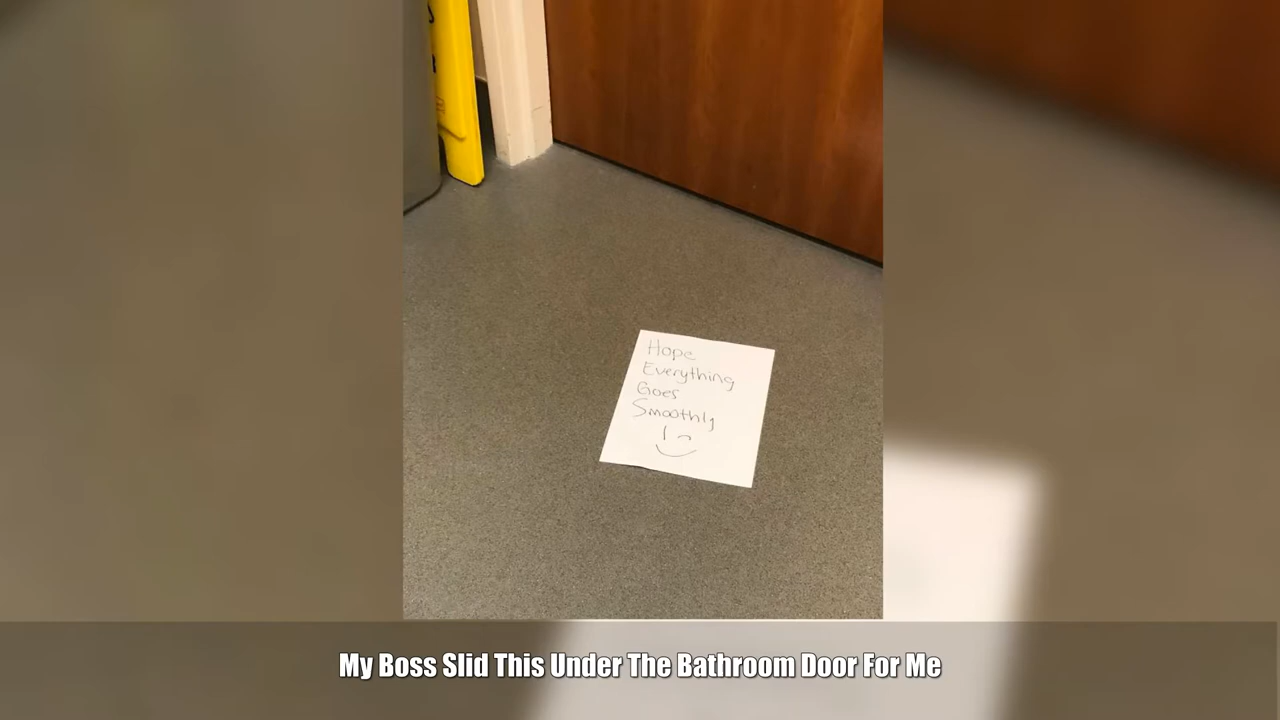 Hope
Everything
Goes
Smoothly
My Boss Slid This Under The Bathroom Door For Me